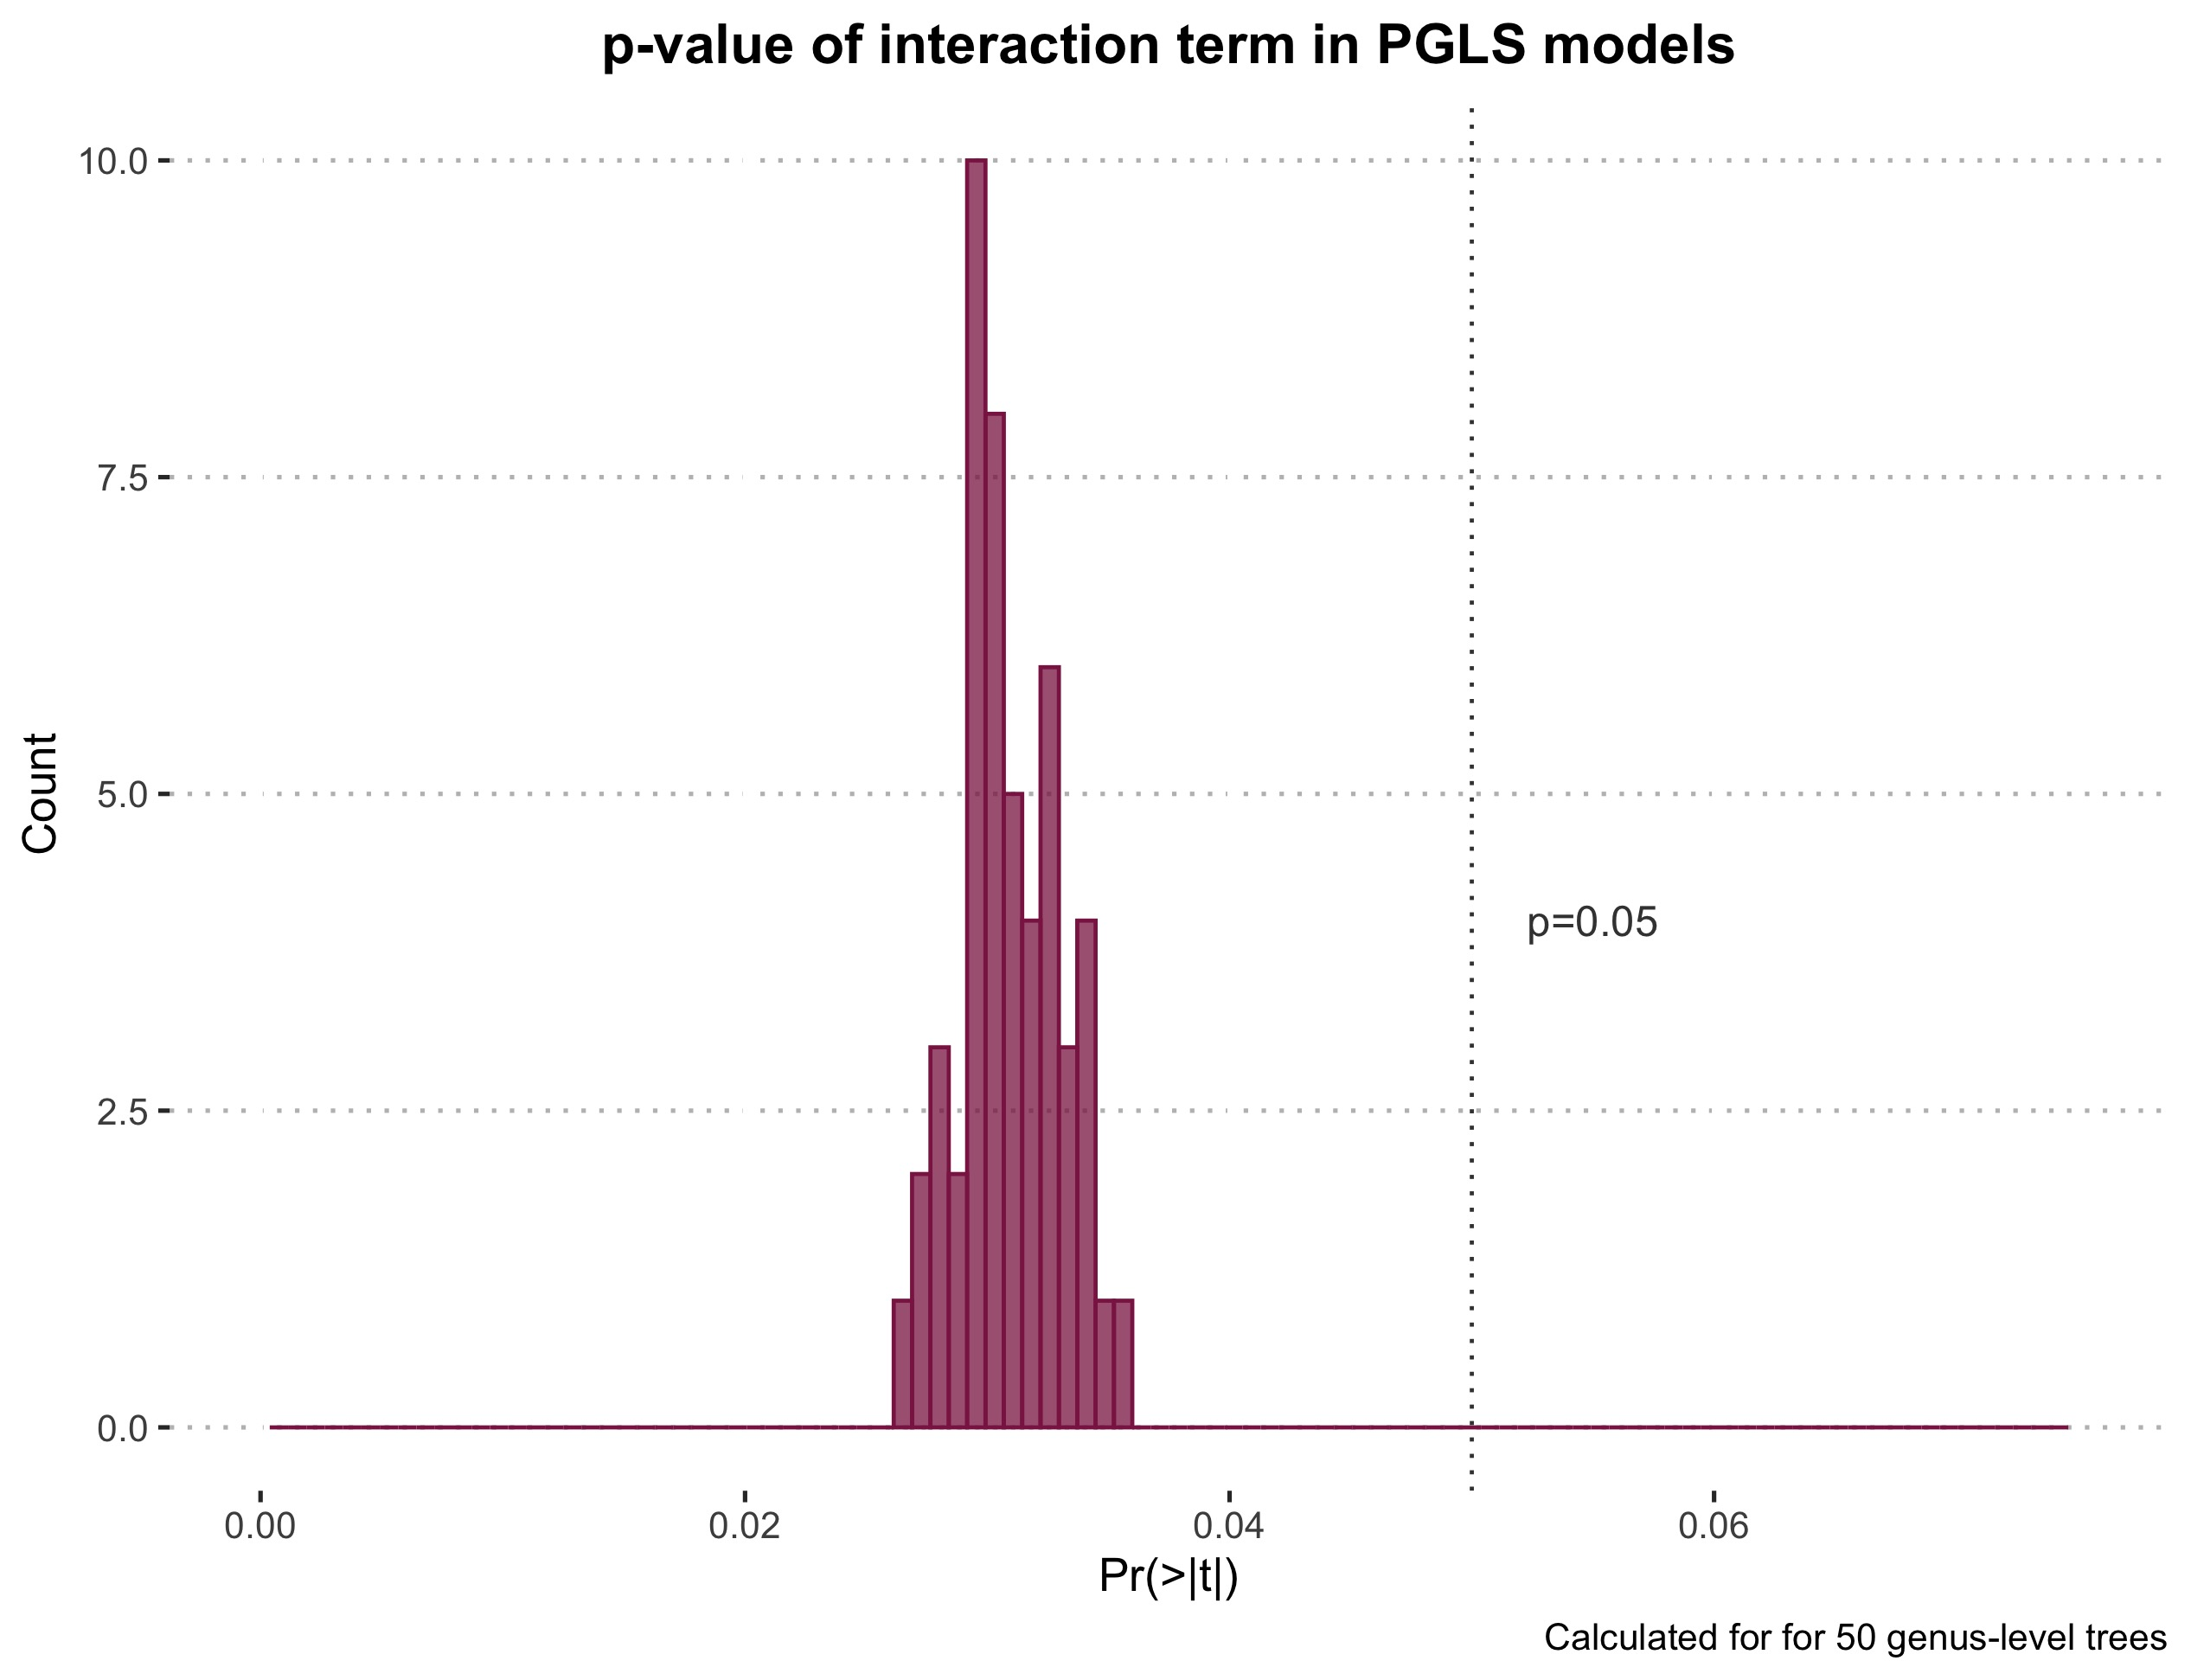 p-value of interaction term in PGLS models
10.0
7.5
5.0
2.5
0.0
Count
p=0.05
0.00 0.02 0.04 0.06
Pr(>|t|)
Calculated for for 50 genus-level trees